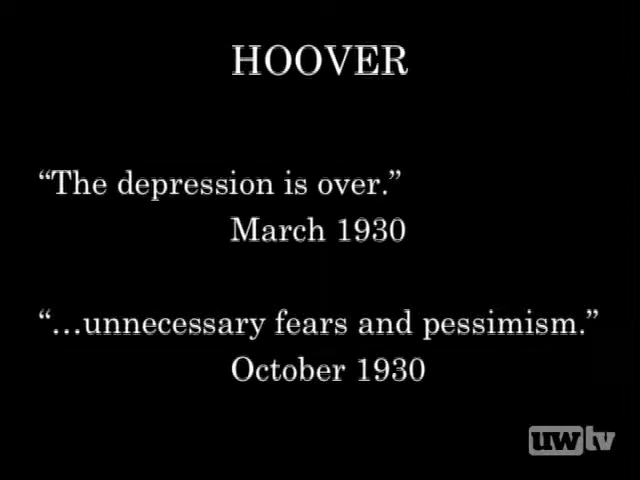 HOOVER
“The depression is over.”
March 1930
“...unnecessary fears and pessimism.”
October 1930
uwtv